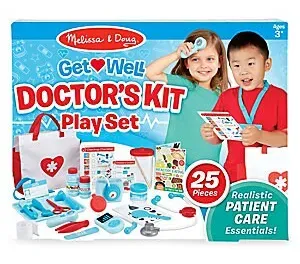 Melissa & Doug
AGES
3+
Get Well
DOCTOR'S KIT
Play Set
25
PIECES
Realistic
PATIENT
CARE
Essentials!